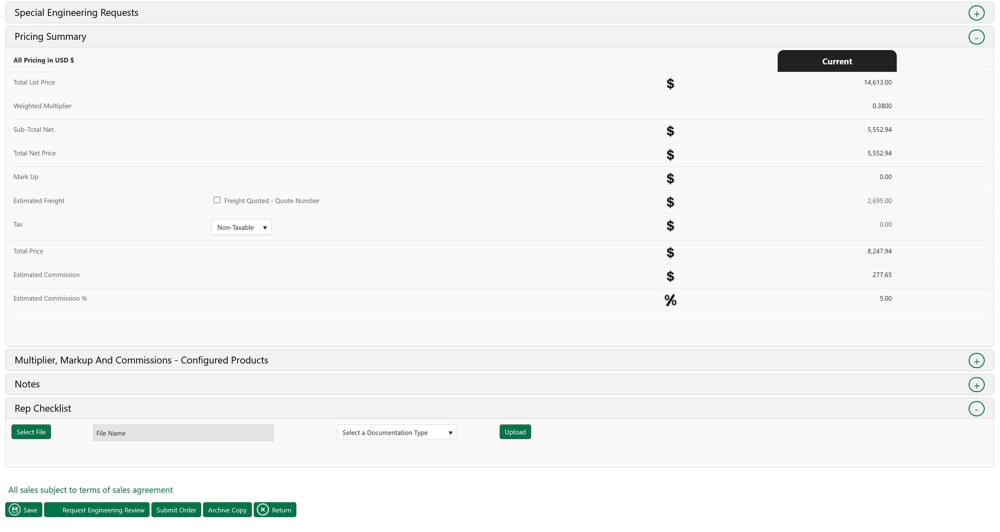 Special Engineering Requests +
Pricing Summary -
All Pricing in USD $ Current
Total List Price $ 14,613.00
Weighted Multiplier 0.3800
Sub-Total Net $ 5,552.94
Total Net Price $ 5,552.94
Mark Up $ 0.00
Estimated Freight Freight Quoted - Quote Number $ 2,695.00
Tax Non-Taxable $ 0.00
Total Price $ 8,247.94
Estimated Commission $ 277.65
Estimated Commission % % 5.00
Multiplier, Markup And Commissions - Configured Products +
Notes +
Rep Checklist -
Select File File Name Select a Documentation Type Upload
All sales subject to terms of sales agreement
Save Request Engineering Review Submit Order Archive Copy Return